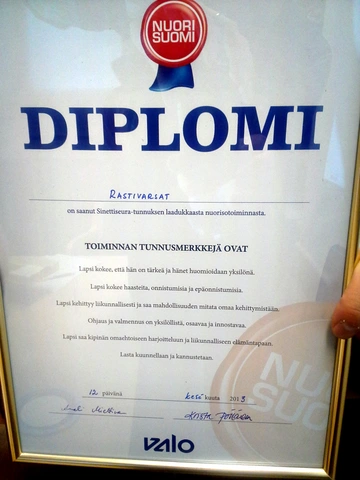 NUORI
SUOMI
DIPLOMI
RASTIVARSAT
on saanut Sinettiseura-tunnuksen laadukkaasta nuorisotoiminnasta.
TOIMINNAN TUNNUSMERKKEJÄ OVAT
Lapsi kokee, että hän on tärkeä ja hänet huomioidaan yksilönä.
Lapsi kokee haasteita, onnistumisia ja epäonnistumisia.
Lapsi kehittyy liikunnallisesti ja saa mahdollisuuden mitata omaa kehittymistään.
Ohjaus ja valmennus on yksilöllistä, osaavaa ja innostavaa.
Lapsi saa kipinän omaehtoiseen harjoitteluun ja liikunnalliseen elämäntapaan.
Lasta kuunnellaan ja kannustetaan.
NU
SUO
12 päivänä kesä kuuta 2013
Krista
VALO